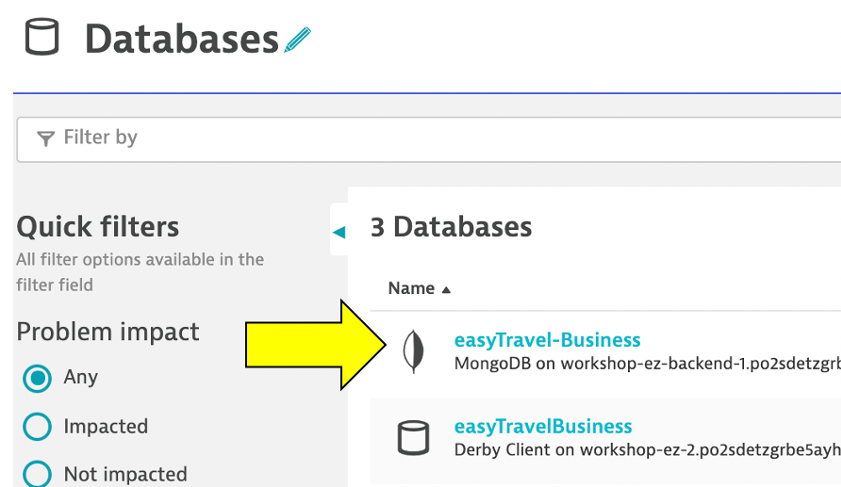 Databases
Filter by
Quick filters
All filter options available in the
filter field
Problem impact
Any
Impacted
Not impacted
3 Databases
Name
easyTravel-Business
MongoDB on workshop-ez-backend-1.po2sdetzgrb
easyTravelBusiness
Derby Client on workshop-ez-2.po2sdetzgrbe5ayh